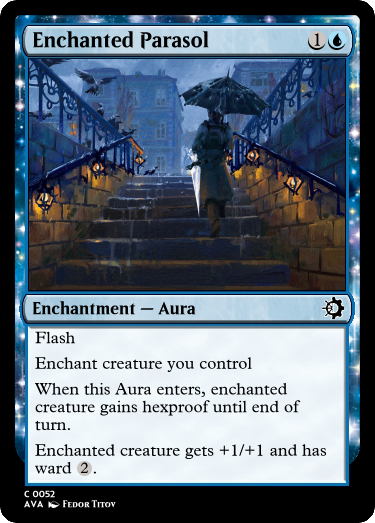 Enchanted Parasol 1
Enchantment — Aura
Flash
Enchant creature you control
When this Aura enters, enchanted
creature gains hexproof until end of
turn.
Enchanted creature gets +1/+1 and has
ward 2.
C 0052
AVA Fedor Titov